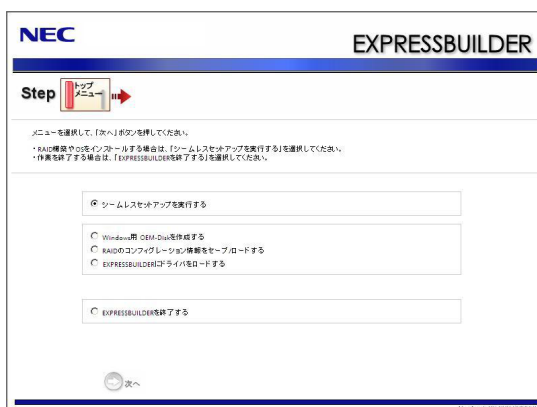 NEC
EXPRESSBUILDER
Step
トップ
メニュー
メニューを選択して、「次へ」ボタンを押してください。
・RAID構築やOSをインストールする場合は、「シームレスセットアップを実行する」を選択してください。
・作業を終了する場合は、「EXPRESSBUILDERを終了する」を選択してください。
シームレスセットアップを実行する
Windows用 OEM-Diskを作成する
RAIDのコンフィグレーション情報をセーブ/ロードする
EXPRESSBUILDERにドライバをロードする
EXPRESSBUILDERを終了する
次へ